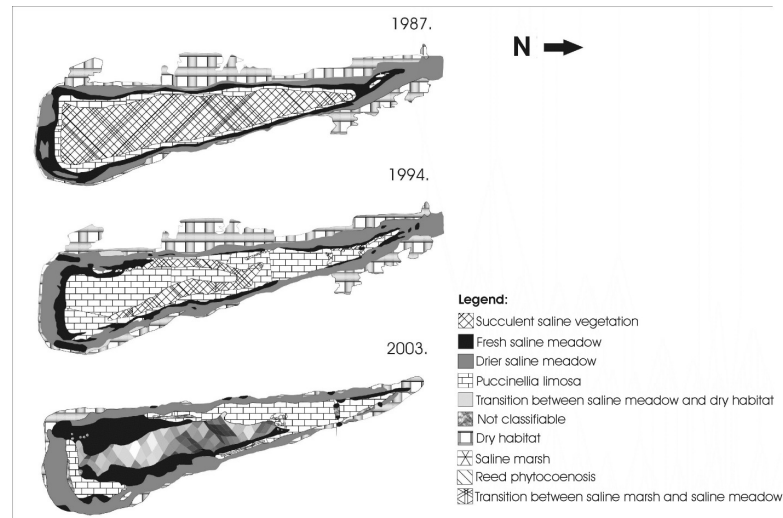 1987.
N
1994.
2003.
Legend:
Succulent saline vegetation
Fresh saline meadow
Drier saline meadow
Puccinellia limosa
Transition between saline meadow and dry habitat
Not classifiable
Dry habitat
Saline marsh
Reed phytocoenosis
Transition between saline marsh and saline meadow